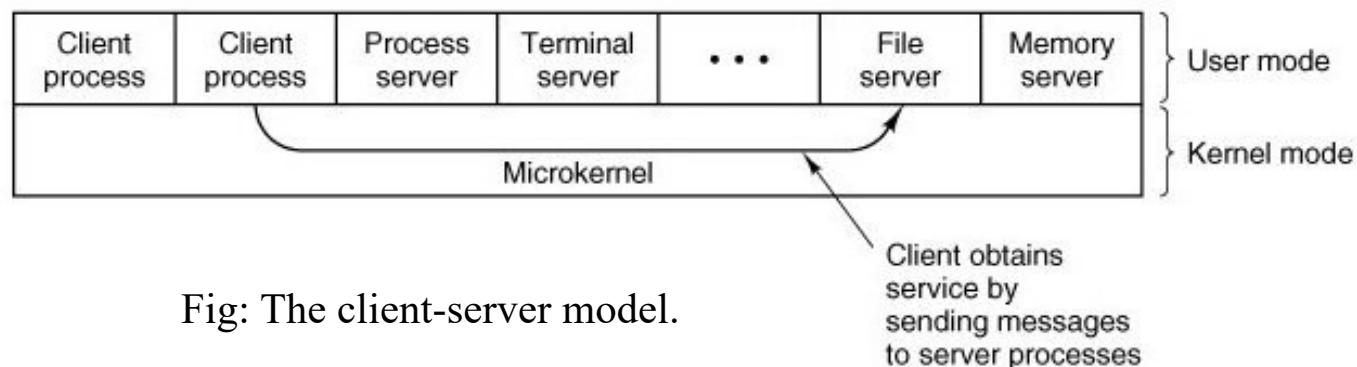 Client process
Client process
Process server
Terminal server
• • •
File server
Memory server
User mode
Microkernel
Kernel mode
Client obtains
service by
sending messages
to server processes
Fig: The client-server model.